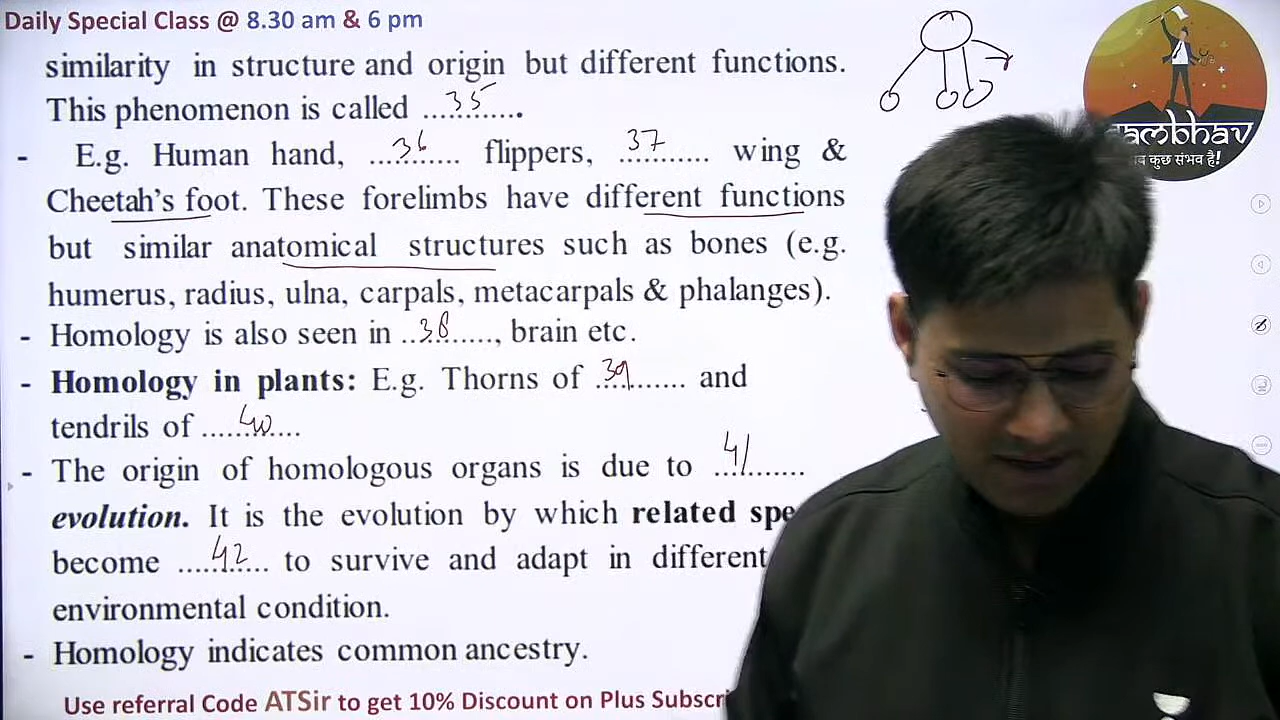 Daily Special Class @ 8.30 am & 6 pm
similarity in structure and origin but different functions.
This phenomenon is called ...35........
- E.g. Human hand, ...36...... flippers, ...37...... wing &
Cheetah's foot. These forelimbs have different functions
but similar anatomical structures such as bones (e.g.
humerus, radius, ulna, carpals, metacarpals & phalanges).
- Homology is also seen in ..38......., brain etc.
- Homology in plants: E.g. Thorns of .39......... and
tendrils of .....40.....
- The origin of homologous organs is due to ..41.......
evolution. It is the evolution by which related
become ....42..... to survive and adapt in different
environmental condition.
- Homology indicates common ancestry.
Use referral Code ATSir to get 10% Discount on Plus
कुछ संभव है!